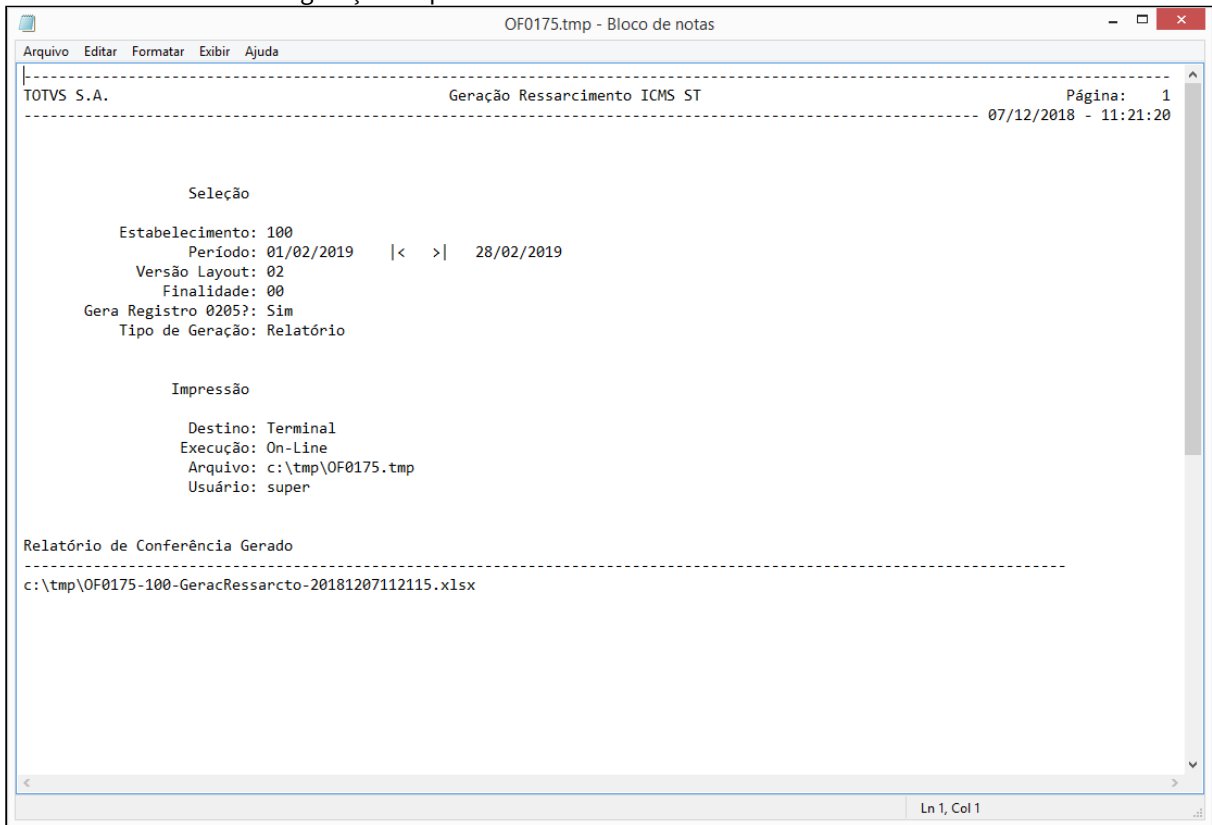 OF0175.tmp - Bloco de notas
Arquivo Editar Formatar Exibir Ajuda
---------------------------------------------------------------------------------------------------------------------------------
TOTVS S.A. Geração Ressarcimento ICMS ST Página: 1
------------------------------------------------------------------------------------------------------------ 07/12/2018 - 11:21:20
Seleção
Estabelecimento: 100
Período: 01/02/2019 |< >| 28/02/2019
Versão Layout: 02
Finalidade: 00
Gera Registro 0205?: Sim
Tipo de Geração: Relatório
Impressão
Destino: Terminal
Execução: On-Line
Arquivo: c:\tmp\OF0175.tmp
Usuário: super
Relatório de Conferência Gerado
----------------------------------------------------------------------------------------------------------------------
c:\tmp\OF0175-100-GeracRessarcto-20181207112115.xlsx
Ln 1, Col 1